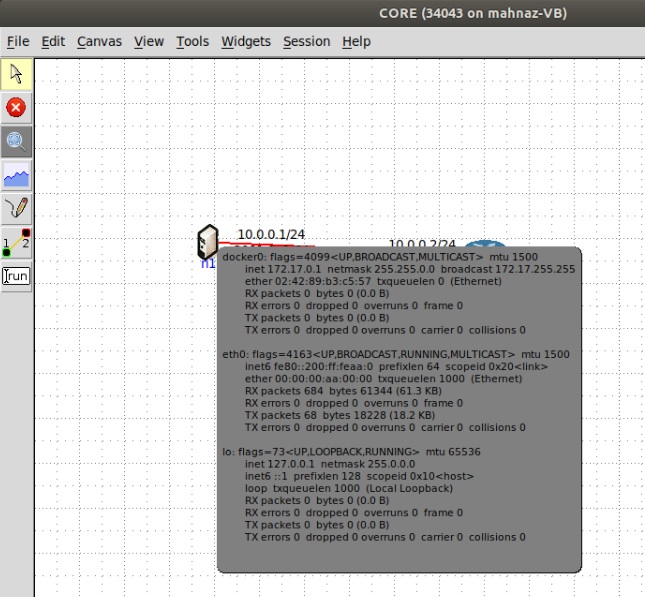 CORE (34043 on mahnaz-VB)
File Edit Canvas View Tools Widgets Session Help
10.0.0.1/24
10.0.0.2/24
n1
1 2
run
docker0: flags=4099<UP,BROADCAST,MULTICAST> mtu 1500
inet 172.17.0.1 netmask 255.255.0.0 broadcast 172.17.255.255
ether 02:42:89:b3:c5:57 txqueuelen 0 (Ethernet)
RX packets 0 bytes 0 (0.0 B)
RX errors 0 dropped 0 overruns 0 frame 0
TX packets 0 bytes 0 (0.0 B)
TX errors 0 dropped 0 overruns 0 carrier 0 collisions 0
eth0: flags=4163<UP,BROADCAST,RUNNING,MULTICAST> mtu 1500
inet6 fe80::200:ff:feaa:0 prefixlen 64 scopeid 0x20<link>
ether 00:00:00:aa:00:00 txqueuelen 1000 (Ethernet)
RX packets 684 bytes 61344 (61.3 KB)
RX errors 0 dropped 0 overruns 0 frame 0
TX packets 68 bytes 18228 (18.2 KB)
TX errors 0 dropped 0 overruns 0 carrier 0 collisions 0
lo: flags=73<UP,LOOPBACK,RUNNING> mtu 65536
inet 127.0.0.1 netmask 255.0.0.0
inet6 ::1 prefixlen 128 scopeid 0x10<host>
loop txqueuelen 1000 (Local Loopback)
RX packets 0 bytes 0 (0.0 B)
RX errors 0 dropped 0 overruns 0 frame 0
TX packets 0 bytes 0 (0.0 B)
TX errors 0 dropped 0 overruns 0 carrier 0 collisions 0